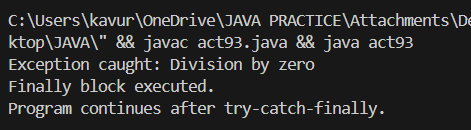 C:\Users\kavur\OneDrive\JAVA PRACTICE\Attachments\De
ktop\JAVA\" && javac act93.java && java act93
Exception caught: Division by zero
Finally block executed.
Program continues after try-catch-finally.